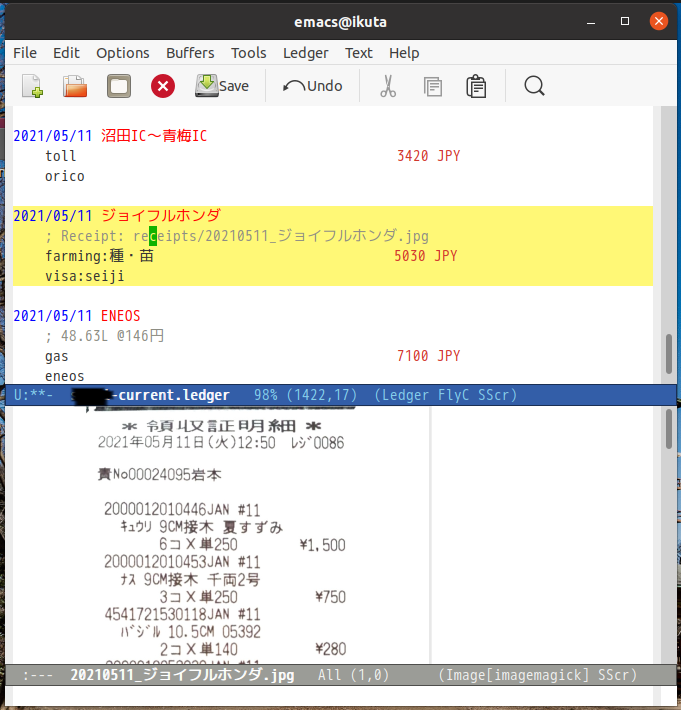 emacs@ikuta
File Edit Options Buffers Tools Ledger Text Help
Save Undo
2021/05/11 沼田IC～青梅IC
toll 3420 JPY
orico
2021/05/11 ジョイフルホンダ
; Receipt: receipts/20210511_ジョイフルホンダ.jpg
farming:種・苗 5030 JPY
visa:seiji
2021/05/11 ENEOS
; 48.63L @146円
gas 7100 JPY
eneos
U:**- -current.ledger 98% (1422,17) (Ledger FlyC SScr)
* 領収証明細 *
2021年05月11日(火)12:50 ﾚｼﾞ0086
責No00024095岩本
2000012010446JAN #11
ｷｭｳﾘ 9CM接木 夏すずみ
6コX単250 ¥1,500
2000012010453JAN #11
ﾅｽ 9CM接木 千両2号
3コX単250 ¥750
4541721530118JAN #11
ﾊﾞｼﾞﾙ 10.5CM 05392
2コX単140 ¥280
:--- 20210511_ジョイフルホンダ.jpg All (1,0) (Image[imagemagick] SScr)